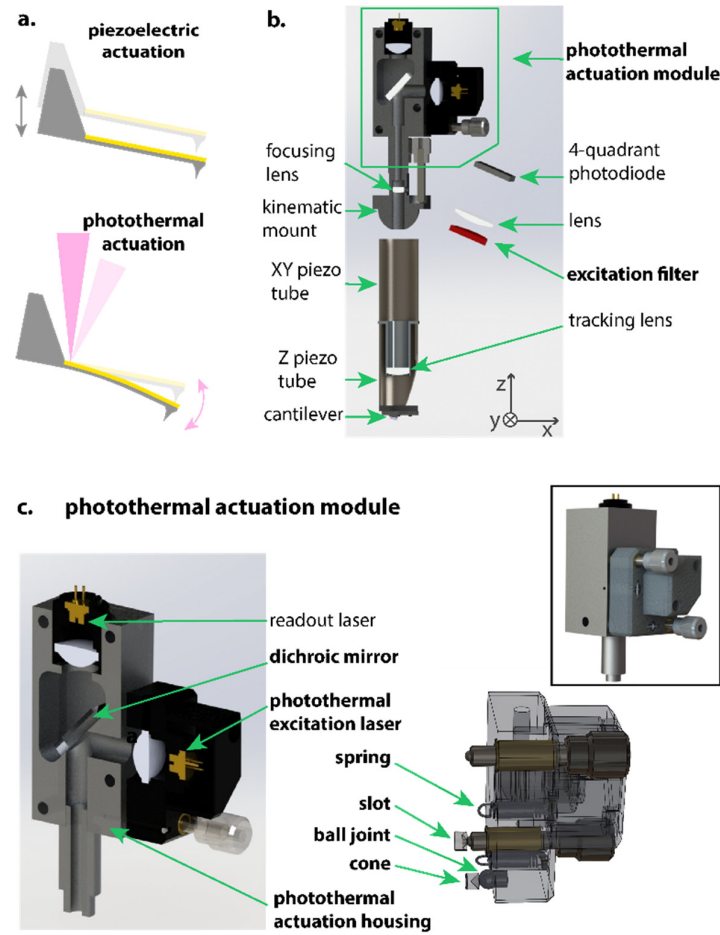 a.
piezoelectric
actuation
photothermal
actuation
b.
photothermal
actuation module
focusing
lens
kinematic
mount
4-quadrant
photodiode
lens
excitation filter
XY piezo
tube
tracking lens
Z piezo
tube
cantilever
z
y
x
c. photothermal actuation module
readout laser
dichroic mirror
a
photothermal
excitation laser
spring
slot
ball joint
cone
photothermal
actuation housing